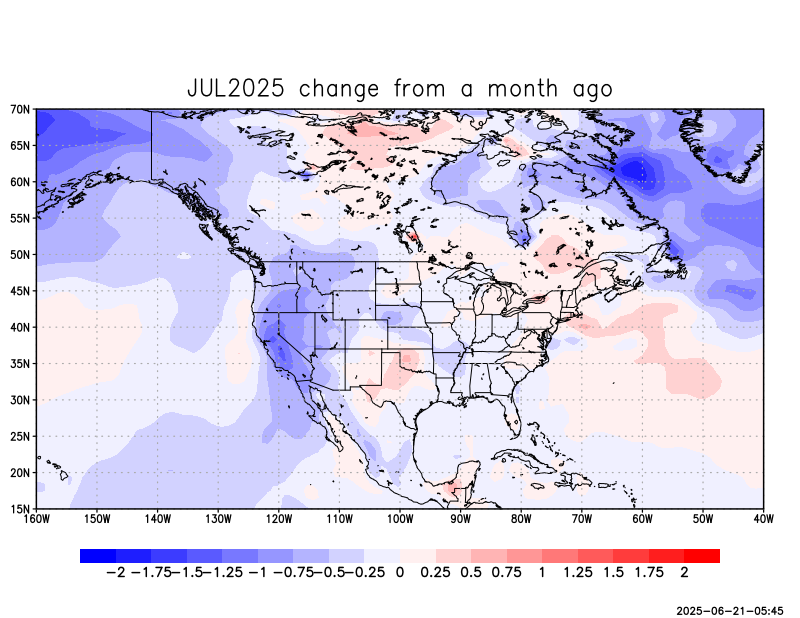 JUL2025 change from a month ago
70N
65N
60N
55N
50N
45N
40N
35N
30N
25N
20N
15N
160W 150W 140W 130W 120W 110W 100W 90W 80W 70W 60W 50W 40W
−2 −1.75 −1.5 −1.25 −1 −0.75 −0.5 −0.25 0 0.25 0.5 0.75 1 1.25 1.5 1.75 2
2025-06-21-05:45